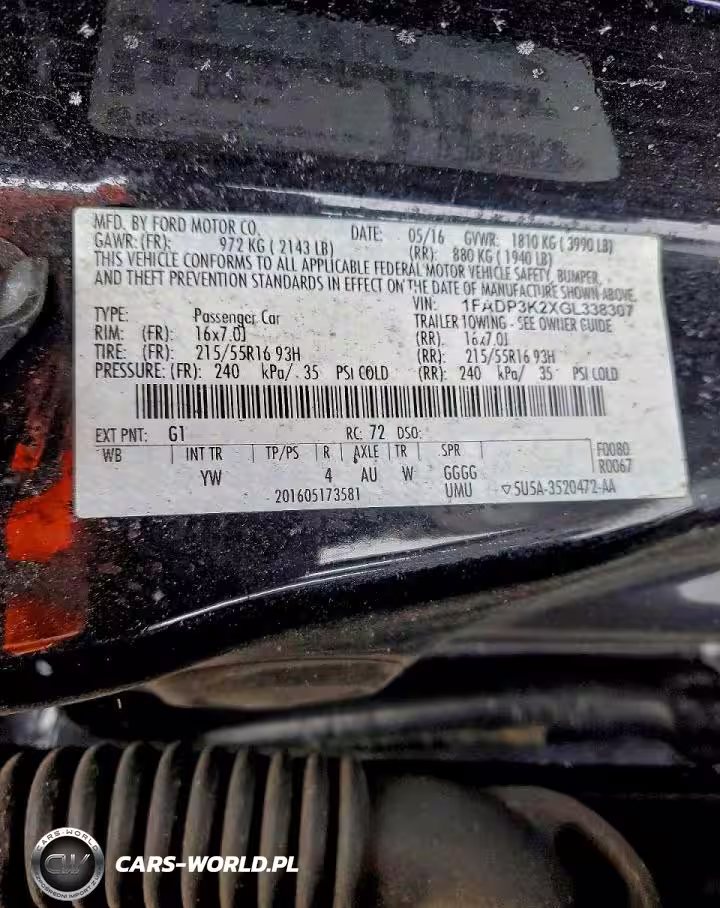 MFD. BY FORD MOTOR CO. DATE: 05/16 GVWR: 1810 KG ( 3990 LB)
GAWR:(FR): 972 KG ( 2143 LB) (RR): 880 KG ( 1940 LB)
THIS VEHICLE CONFORMS TO ALL APPLICABLE FEDERAL MOTOR VEHICLE SAFETY, BUMPER,
AND THEFT PREVENTION STANDARDS IN EFFECT ON THE DATE OF MANUFACTURE SHOWN ABOVE.
VIN: 1FADP3K2XGL338307
TYPE: Passenger Car TRAILER TOWING - SEE OWNER GUIDE
RIM: (FR): 16x7.0J (RR): 16x7.0J
TIRE: (FR): 215/55R16 93H (RR): 215/55R16 93H
PRESSURE: (FR): 240 kPa/ 35 PSI COLD (RR): 240 kPa/ 35 PSI COLD
EXT PNT: G1 RC: 72 DSO:
WB INT TR TP/PS R AXLE TR SPR F0080
YW 4 AU W GGGG R0067
201605173581 UMU ▽5U5A-3520472-AA
CARS-WORLD
CW
CARS-WORLD.PL